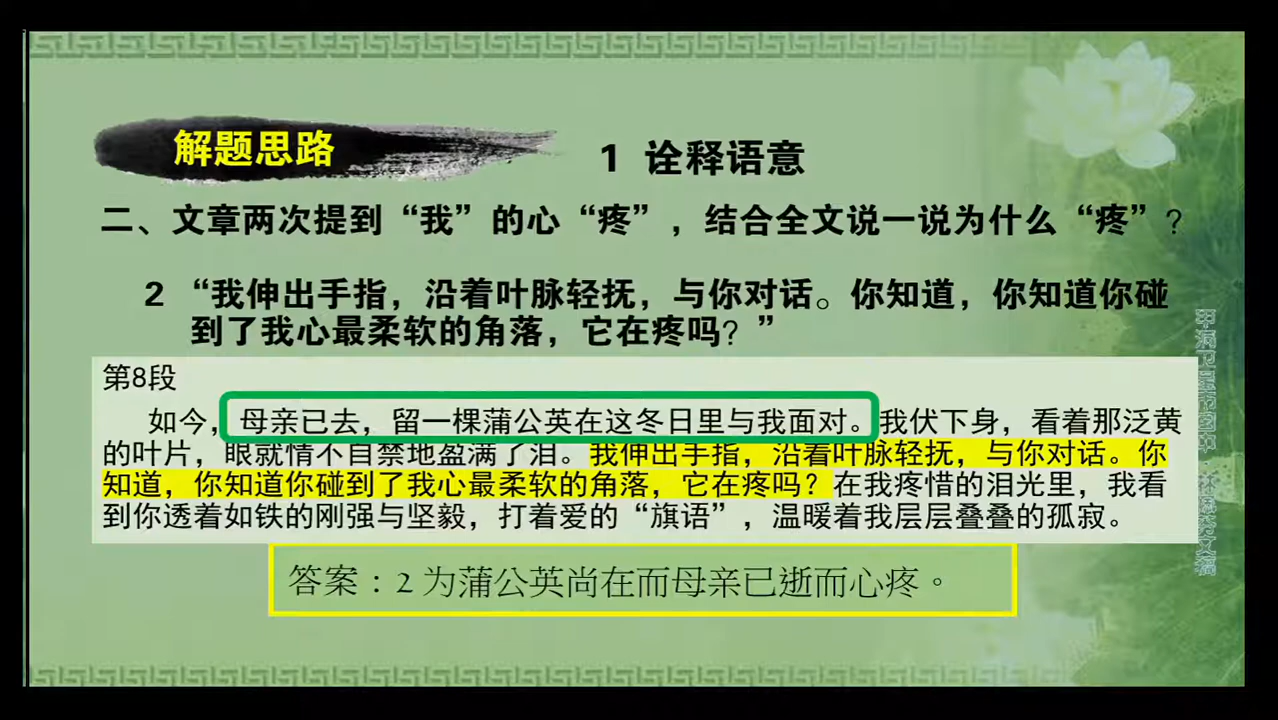 解题思路
1 诠释语意
二、文章两次提到“我”的心“疼”，结合全文说一说为什么“疼”?
2 “我伸出手指，沿着叶脉轻抚，与你对话。你知道，你知道你碰
到了我心最柔软的角落，它在疼吗?”
第8段
如今，母亲已去，留一棵蒲公英在这冬日里与我面对。我伏下身，看着那泛黄
的叶片，眼就情不自禁地盈满了泪。我伸出手指，沿着叶脉轻抚，与你对话。你
知道，你知道你碰到了我心最柔软的角落，它在疼吗？在我疼惜的泪光里，我看
到你透着如铁的刚强与坚毅，打着爱的“旗语”，温暖着我层层叠叠的孤寂。
答案：2 为蒲公英尚在而母亲已逝而心疼。